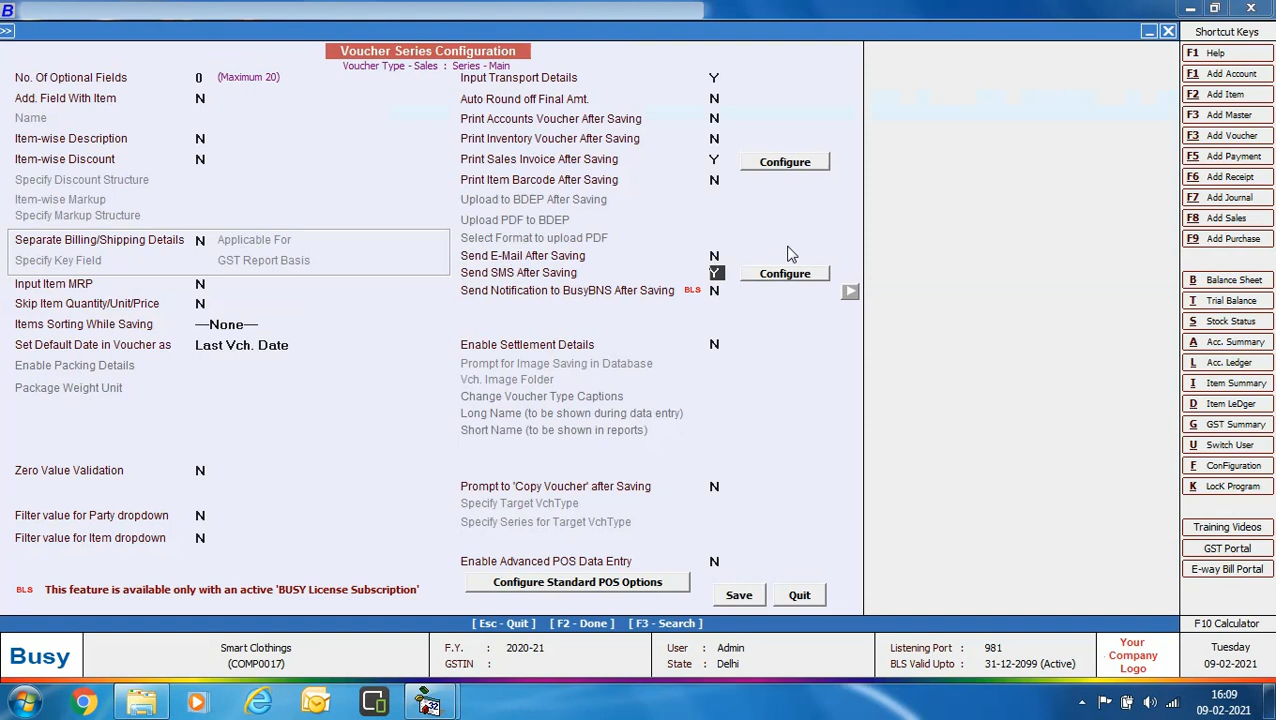 B
>>
Voucher Series Configuration
Voucher Type - Sales : Series - Main
No. Of Optional Fields 0 (Maximum 20)
Add. Field With Item N
Name
Item-wise Description N
Item-wise Discount N
Specify Discount Structure
Item-wise Markup
Specify Markup Structure
Separate Billing/Shipping Details N Applicable For
Specify Key Field GST Report Basis
Input Item MRP N
Skip Item Quantity/Unit/Price N
Items Sorting While Saving —None—
Set Default Date in Voucher as Last Vch. Date
Enable Packing Details
Package Weight Unit
Zero Value Validation N
Filter value for Party dropdown N
Filter value for Item dropdown N
BLS This feature is available only with an active 'BUSY License Subscription'
Input Transport Details Y
Auto Round off Final Amt. N
Print Accounts Voucher After Saving N
Print Inventory Voucher After Saving N
Print Sales Invoice After Saving Y Configure
Print Item Barcode After Saving N
Upload to BDEP After Saving
Upload PDF to BDEP
Select Format to upload PDF
Send E-Mail After Saving N
Send SMS After Saving Y Configure
Send Notification to BusyBNS After Saving BLS N
Enable Settlement Details N
Prompt for Image Saving in Database
Vch. Image Folder
Change Voucher Type Captions
Long Name (to be shown during data entry)
Short Name (to be shown in reports)
Prompt to 'Copy Voucher' after Saving N
Specify Target VchType
Specify Series for Target VchType
Enable Advanced POS Data Entry N
Configure Standard POS Options
Save Quit
[ Esc - Quit ] [ F2 - Done ] [ F3 - Search ]
Shortcut Keys
F1 Help
F1 Add Account
F2 Add Item
F3 Add Master
F3 Add Voucher
F5 Add Payment
F6 Add Receipt
F7 Add Journal
F8 Add Sales
F9 Add Purchase
B Balance Sheet
T Trial Balance
S Stock Status
A Acc. Summary
L Acc. Ledger
I Item Summary
D Item LeDger
G GST Summary
U Switch User
F ConFiguration
K LocK Program
Training Videos
GST Portal
E-way Bill Portal
F10 Calculator
Busy
Smart Clothings
(COMP0017)
F.Y. : 2020-21
GSTIN :
User : Admin
State : Delhi
Listening Port : 981
BLS Valid Upto : 31-12-2099 (Active)
Your
Company
Logo
Tuesday
09-02-2021
32
16:09
09-02-2021